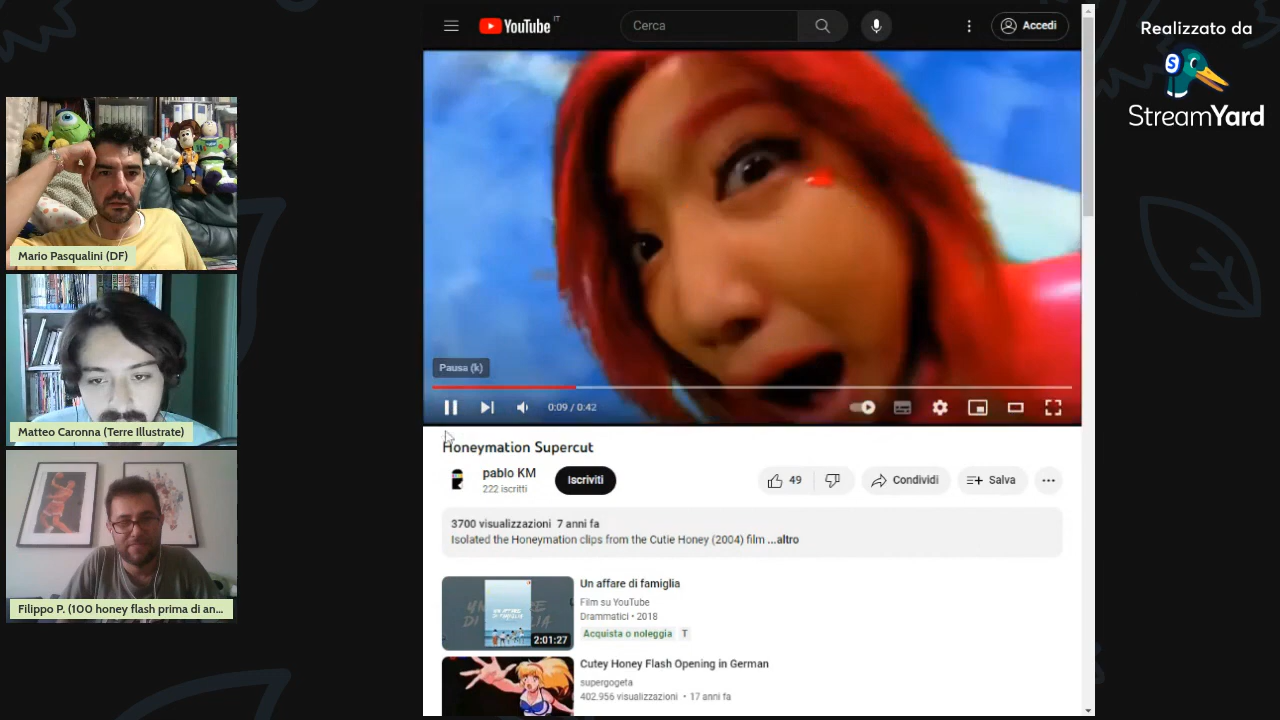 YouTube
IT
Cerca
Accedi
Realizzato da
S
StreamYard
Mario Pasqualini (DF)
Matteo Caronna (Terre Illustrate)
Filippo P. (100 honey flash prima di an...
Pausa (k)
0:09 / 0:42
Honeymation Supercut
pablo KM
222 iscritti
Iscriviti
49
Condividi
Salva
3700 visualizzazioni 7 anni fa
Isolated the Honeymation clips from the Cutie Honey (2004) film ...altro
UN AFFARE
DI FAMIGLIA
2:01:27
Un affare di famiglia
Film su YouTube
Drammatici • 2018
Acquista o noleggia T
Cutey Honey Flash Opening in German
supergogeta
402.956 visualizzazioni • 17 anni fa